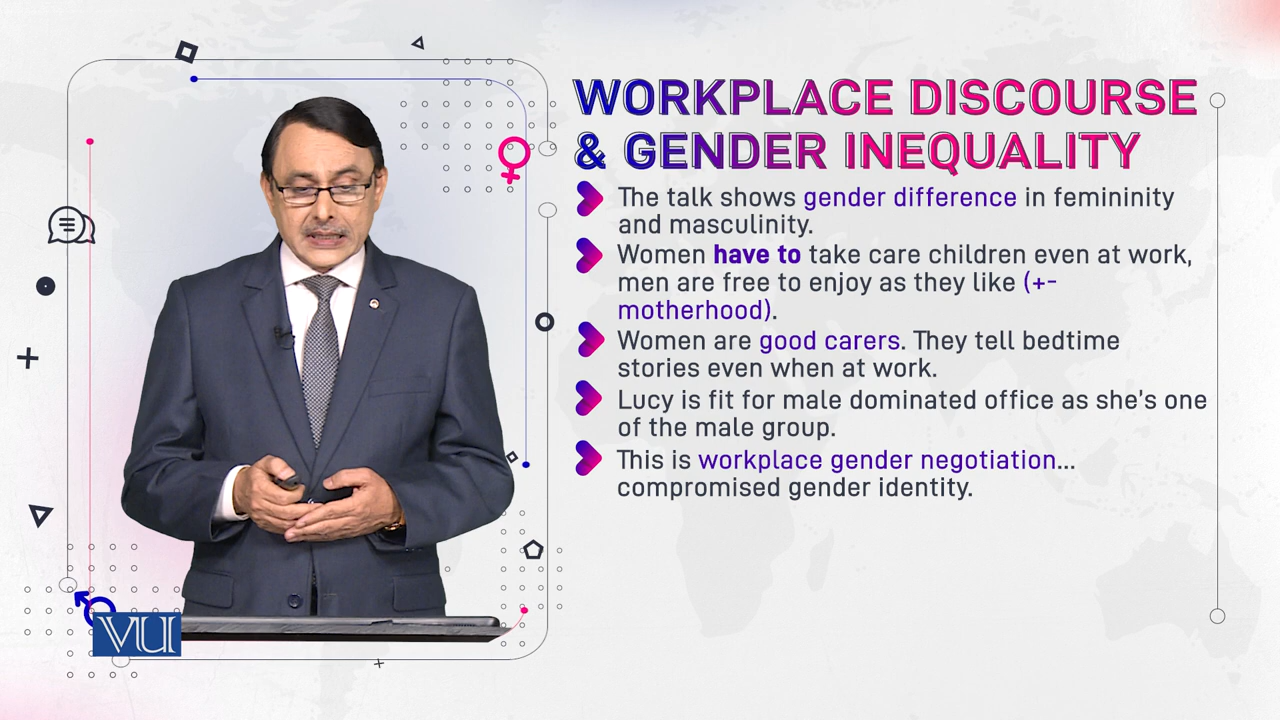 WORKPLACE DISCOURSE
& GENDER INEQUALITY
The talk shows gender difference in femininity
and masculinity.
Women have to take care children even at work,
men are free to enjoy as they like (+-
motherhood).
Women are good carers. They tell bedtime
stories even when at work.
Lucy is fit for male dominated office as she's one
of the male group.
This is workplace gender negotiation...
compromised gender identity.
VU